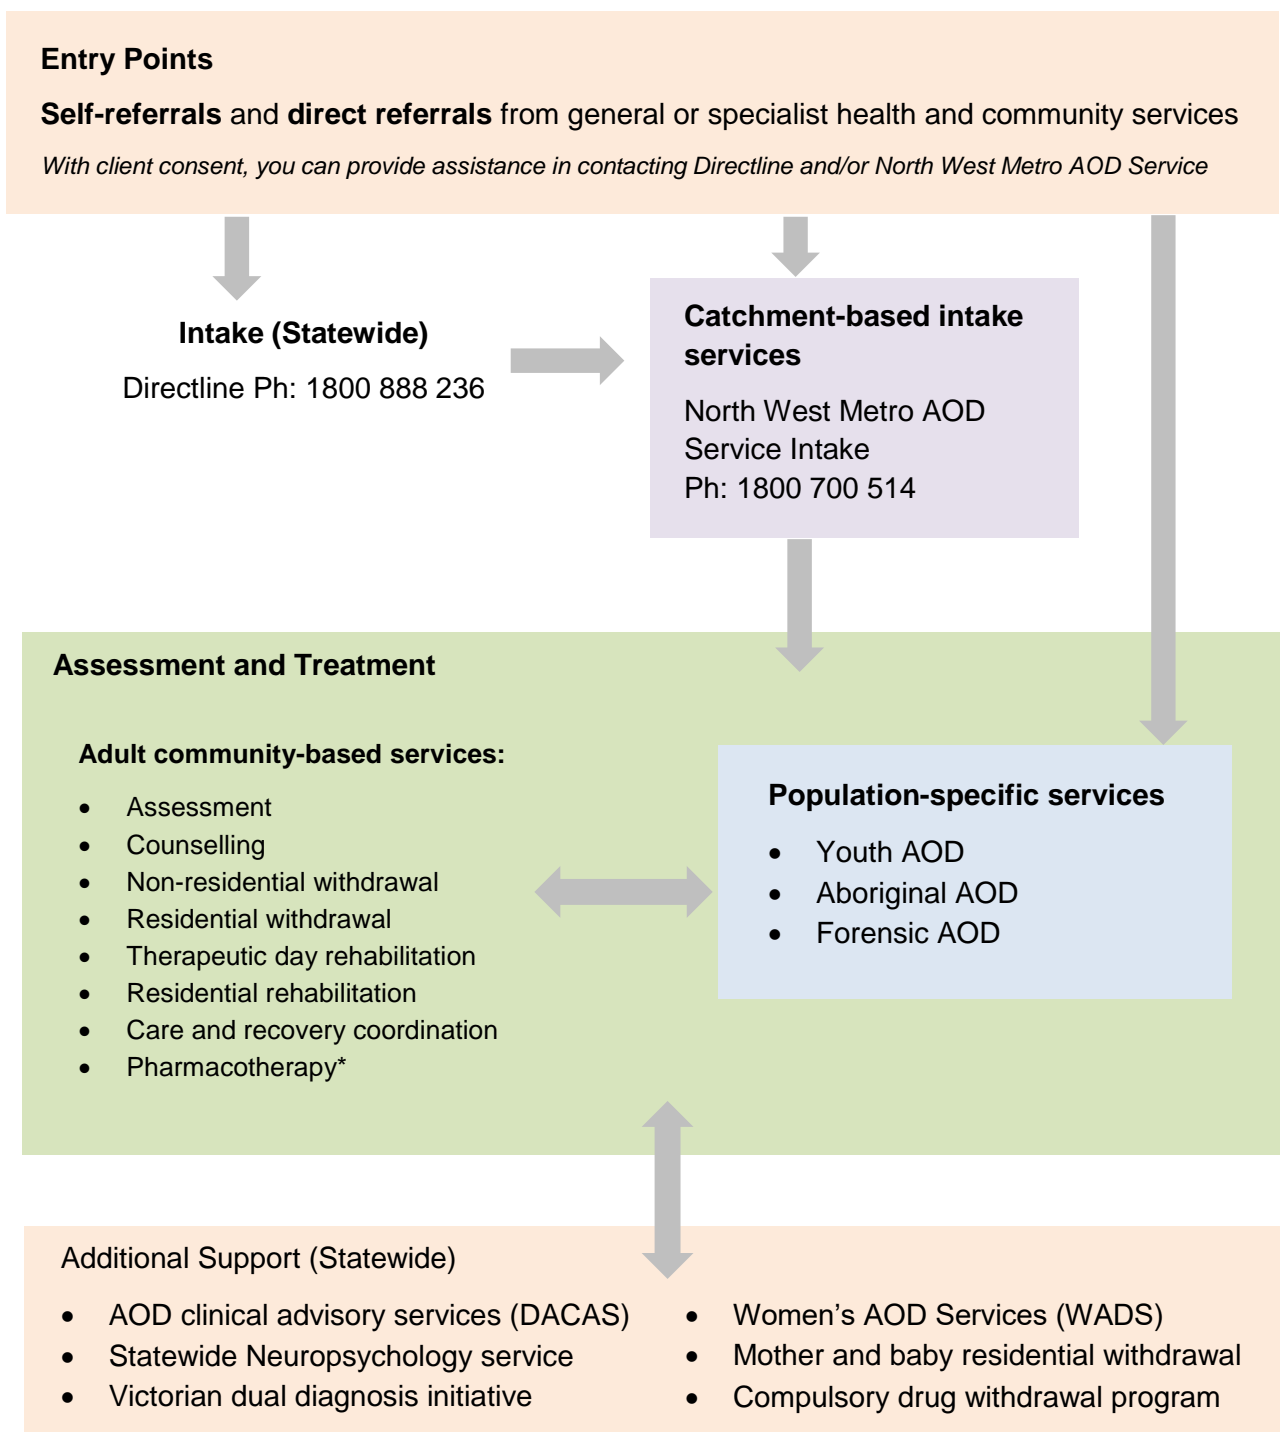 Entry Points
Self-referrals and direct referrals from general or specialist health and community services
With client consent, you can provide assistance in contacting Directline and/or North West Metro AOD Service
Intake (Statewide)
Directline Ph: 1800 888 236
Catchment-based intake
services
North West Metro AOD
Service Intake
Ph: 1800 700 514
Assessment and Treatment
Adult community-based services:
• Assessment
• Counselling
• Non-residential withdrawal
• Residential withdrawal
• Therapeutic day rehabilitation
• Residential rehabilitation
• Care and recovery coordination
• Pharmacotherapy*
Population-specific services
• Youth AOD
• Aboriginal AOD
• Forensic AOD
Additional Support (Statewide)
• AOD clinical advisory services (DACAS)
• Statewide Neuropsychology service
• Victorian dual diagnosis initiative
• Women’s AOD Services (WADS)
• Mother and baby residential withdrawal
• Compulsory drug withdrawal program